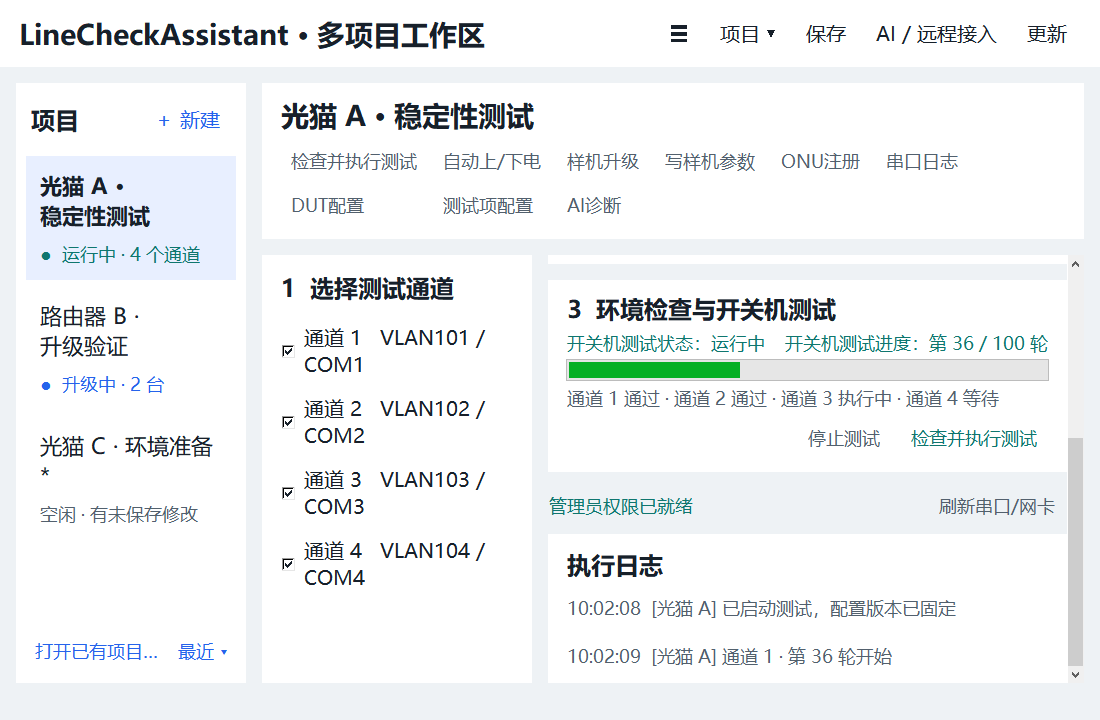 LineCheckAssistant • 多项目工作区
☰ 项目 ▾ 保存 AI / 远程接入 更新
项目 + 新建
光猫 A •
稳定性测试
● 运行中 · 4 个通道
路由器 B ·
升级验证
● 升级中 · 2 台
光猫 C · 环境准备
*
空闲 · 有未保存修改
打开已有项目... 最近 ▾
光猫 A • 稳定性测试
检查并执行测试 自动上/下电 样机升级 写样机参数 ONU注册 串口日志
DUT配置 测试项配置 AI诊断
1 选择测试通道
通道 1 VLAN101 /
COM1
通道 2 VLAN102 /
COM2
通道 3 VLAN103 /
COM3
通道 4 VLAN104 /
COM4
3 环境检查与开关机测试
开关机测试状态：运行中 开关机测试进度：第 36 / 100 轮
通道 1 通过 · 通道 2 通过 · 通道 3 执行中 · 通道 4 等待
停止测试 检查并执行测试
管理员权限已就绪 刷新串口/网卡
执行日志
10:02:08 [光猫 A] 已启动测试，配置版本已固定
10:02:09 [光猫 A] 通道 1 · 第 36 轮开始